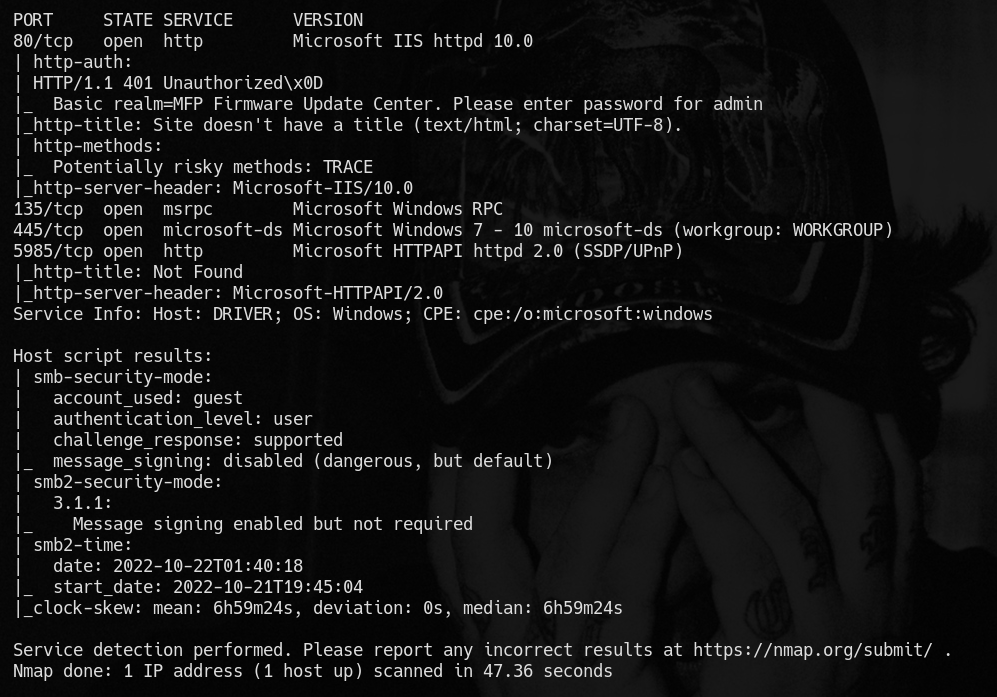 PORT     STATE SERVICE      VERSION
80/tcp   open  http         Microsoft IIS httpd 10.0
| http-auth:
| HTTP/1.1 401 Unauthorized\x0D
|_  Basic realm=MFP Firmware Update Center. Please enter password for admin
|_http-title: Site doesn't have a title (text/html; charset=UTF-8).
| http-methods:
|_  Potentially risky methods: TRACE
|_http-server-header: Microsoft-IIS/10.0
135/tcp  open  msrpc        Microsoft Windows RPC
445/tcp  open  microsoft-ds Microsoft Windows 7 - 10 microsoft-ds (workgroup: WORKGROUP)
5985/tcp open  http         Microsoft HTTPAPI httpd 2.0 (SSDP/UPnP)
|_http-title: Not Found
|_http-server-header: Microsoft-HTTPAPI/2.0
Service Info: Host: DRIVER; OS: Windows; CPE: cpe:/o:microsoft:windows

Host script results:
| smb-security-mode:
|   account_used: guest
|   authentication_level: user
|   challenge_response: supported
|_  message_signing: disabled (dangerous, but default)
| smb2-security-mode:
|   3.1.1:
|_    Message signing enabled but not required
| smb2-time:
|   date: 2022-10-22T01:40:18
|_  start_date: 2022-10-21T19:45:04
|_clock-skew: mean: 6h59m24s, deviation: 0s, median: 6h59m24s

Service detection performed. Please report any incorrect results at https://nmap.org/submit/ .
Nmap done: 1 IP address (1 host up) scanned in 47.36 seconds